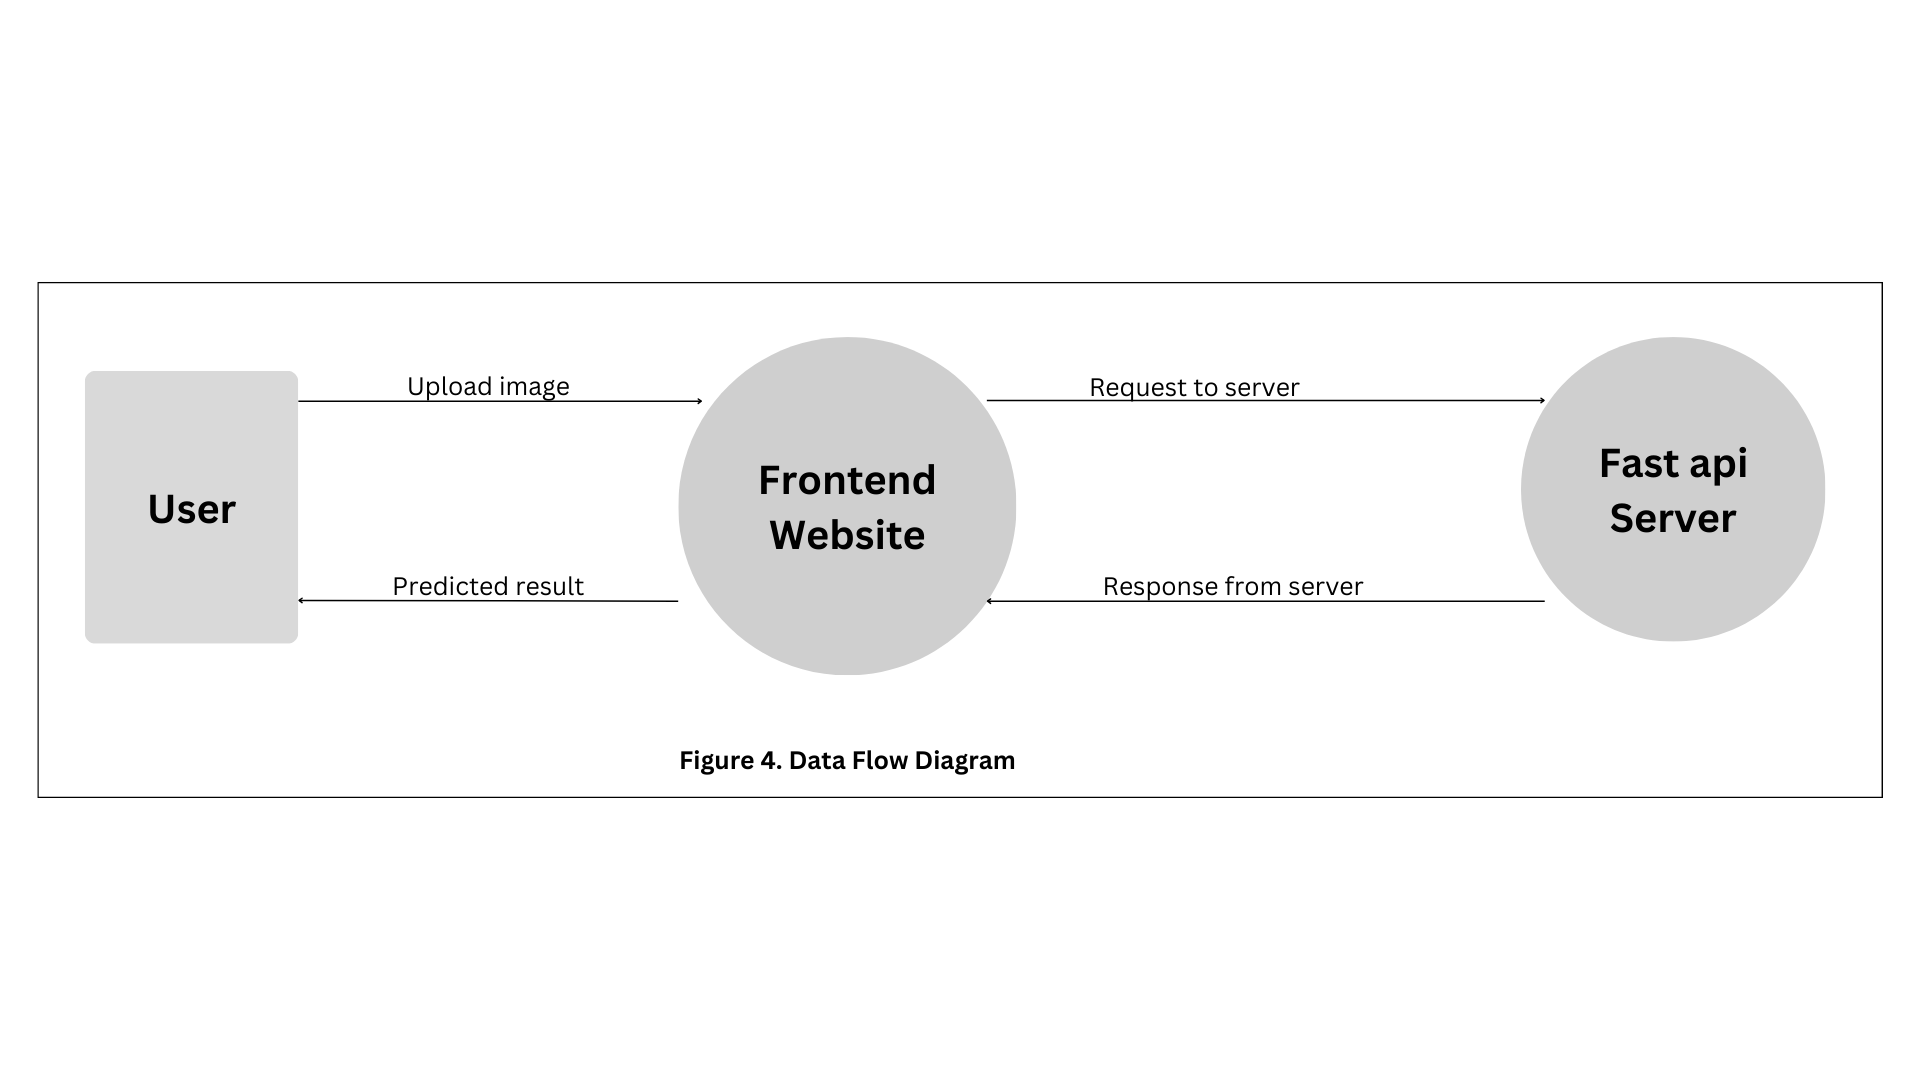 Upload image
Request to server
User
Frontend
Website
Fast api
Server
Predicted result
Response from server
Figure 4. Data Flow Diagram